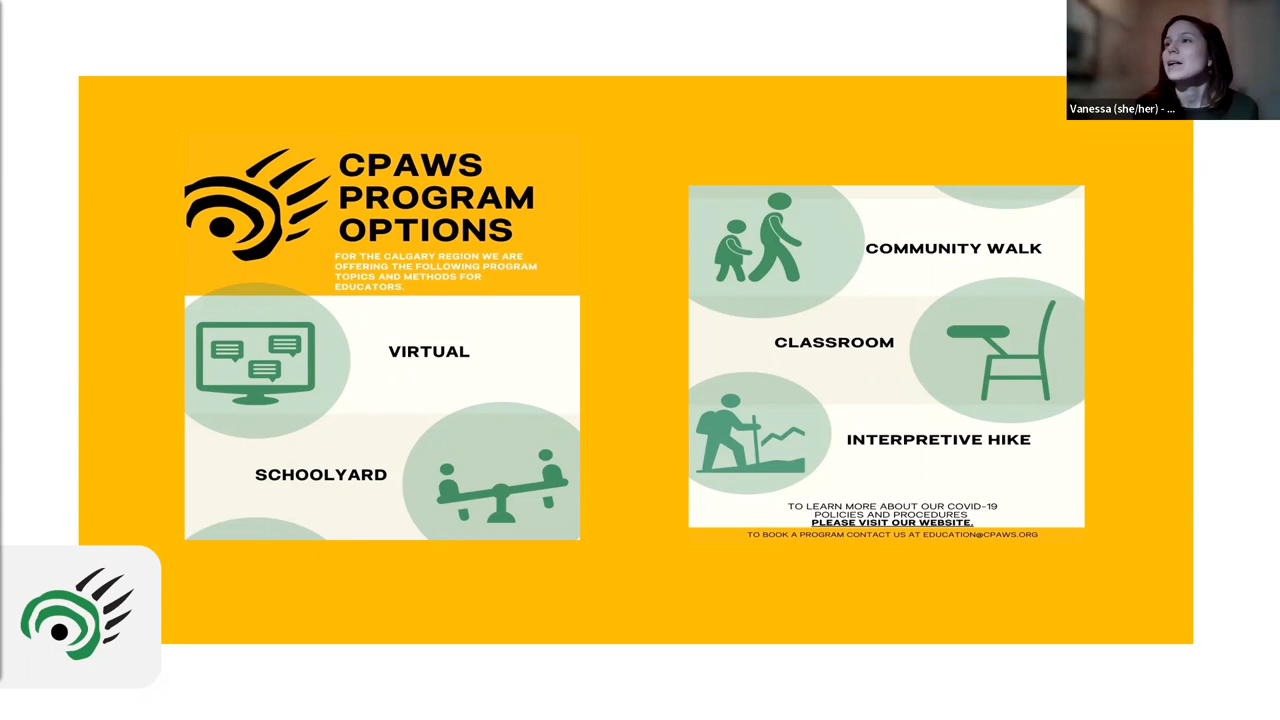 Vanessa (she/her) - ...
CPAWS
PROGRAM
OPTIONS
FOR THE CALGARY REGION WE ARE
OFFERING THE FOLLOWING PROGRAM
TOPICS AND METHODS FOR
EDUCATORS.
VIRTUAL
SCHOOLYARD
COMMUNITY WALK
CLASSROOM
INTERPRETIVE HIKE
TO LEARN MORE ABOUT OUR COVID-19
POLICIES AND PROCEDURES
PLEASE VISIT OUR WEBSITE.
TO BOOK A PROGRAM CONTACT US AT EDUCATION@CPAWS.ORG